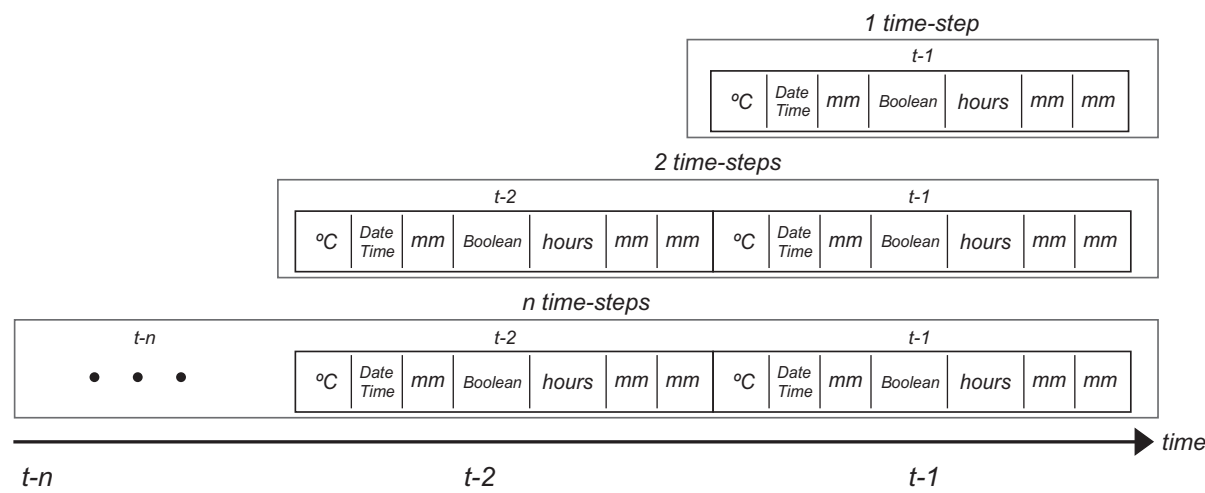 1 time-step
t-1
ºC Date Time mm Boolean hours mm mm
2 time-steps
t-2 t-1
ºC Date Time mm Boolean hours mm mm ºC Date Time mm Boolean hours mm mm
n time-steps
t-n t-2 t-1
• • • ºC Date Time mm Boolean hours mm mm ºC Date Time mm Boolean hours mm mm
time
t-n t-2 t-1